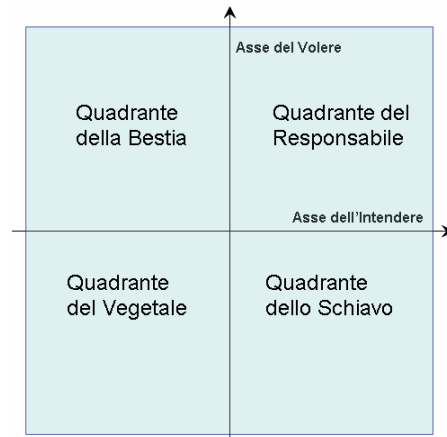 Asse del Volere
Quadrante
della Bestia
Quadrante del
Responsabile
Asse dell'Intendere
Quadrante
del Vegetale
Quadrante
dello Schiavo